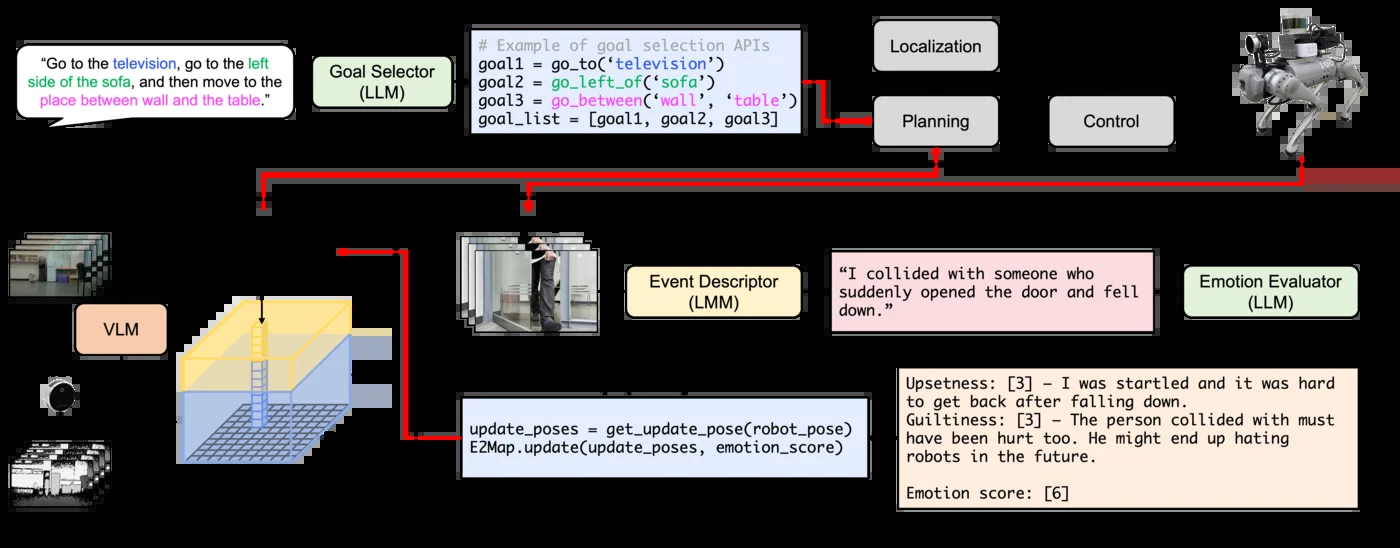 “Go to the television, go to the left
side of the sofa, and then move to the
place between wall and the table.”
Goal Selector
(LLM)
# Example of goal selection APIs
goal1 = go_to(‘television’)
goal2 = go_left_of(‘sofa’)
goal3 = go_between(‘wall’, ‘table’)
goal_list = [goal1, goal2, goal3]
Localization
Planning
Control
VLM
Event Descriptor
(LMM)
“I collided with someone who
suddenly opened the door and fell
down.”
Emotion Evaluator
(LLM)
update_poses = get_update_pose(robot_pose)
E2Map.update(update_poses, emotion_score)
Upsetness: [3] – I was startled and it was hard
to get back after falling down.
Guiltiness: [3] – The person collided with must
have been hurt too. He might end up hating
robots in the future.
Emotion score: [6]